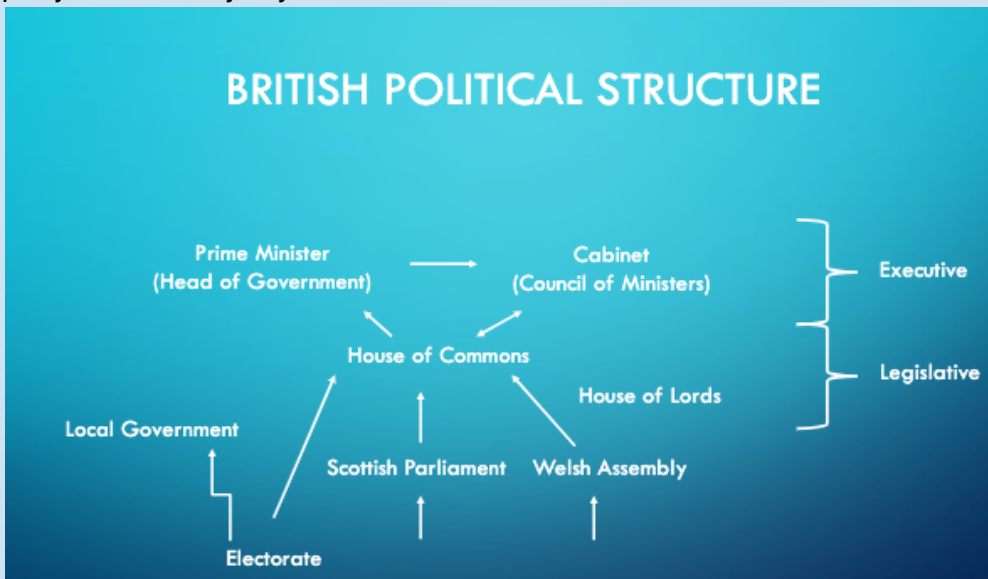 BRITISH POLITICAL STRUCTURE
Prime Minister
(Head of Government)
Cabinet
(Council of Ministers)
Executive
House of Commons
Legislative
House of Lords
Local Government
Scottish Parliament
Welsh Assembly
Electorate